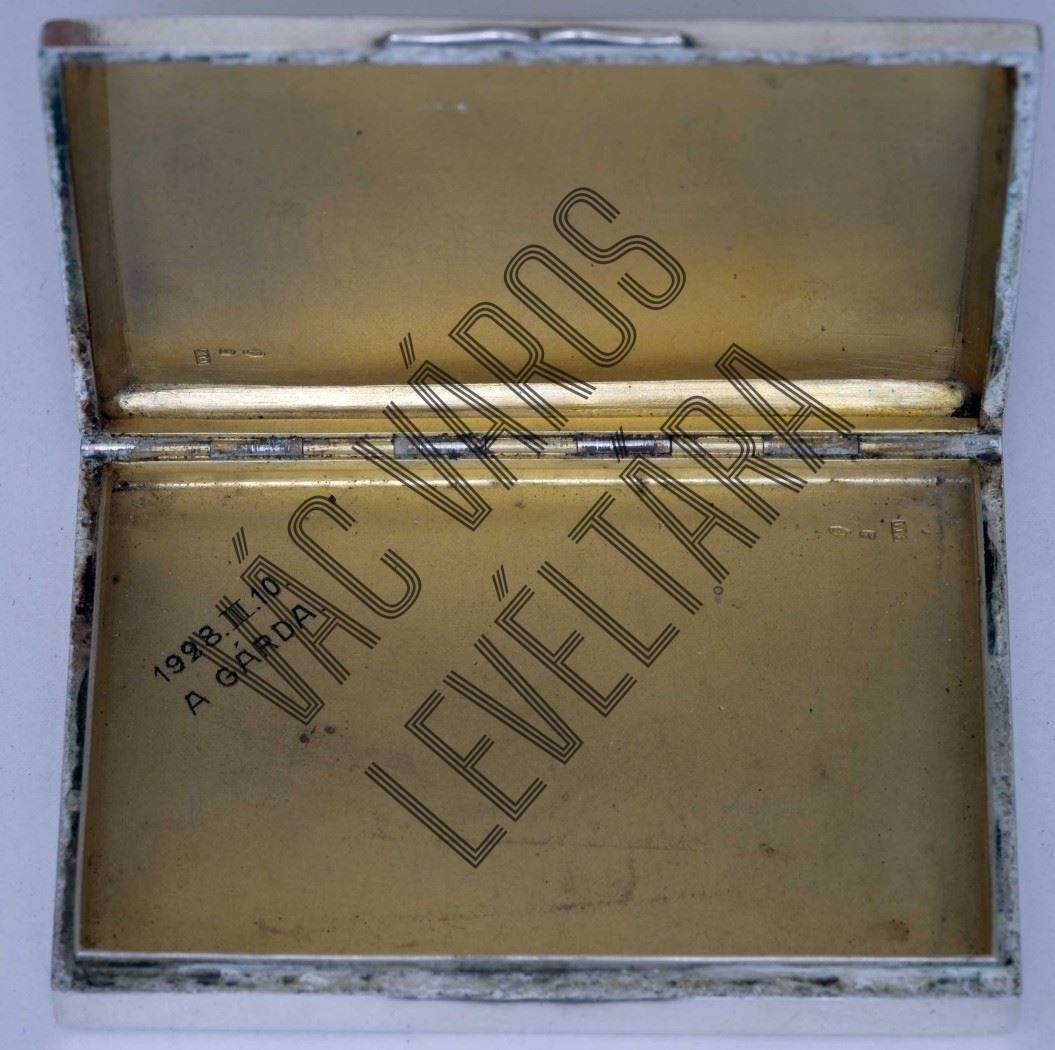 VÁC VÁROS
LEVÉLTÁRA
1928.III.10.
A GÁRDA